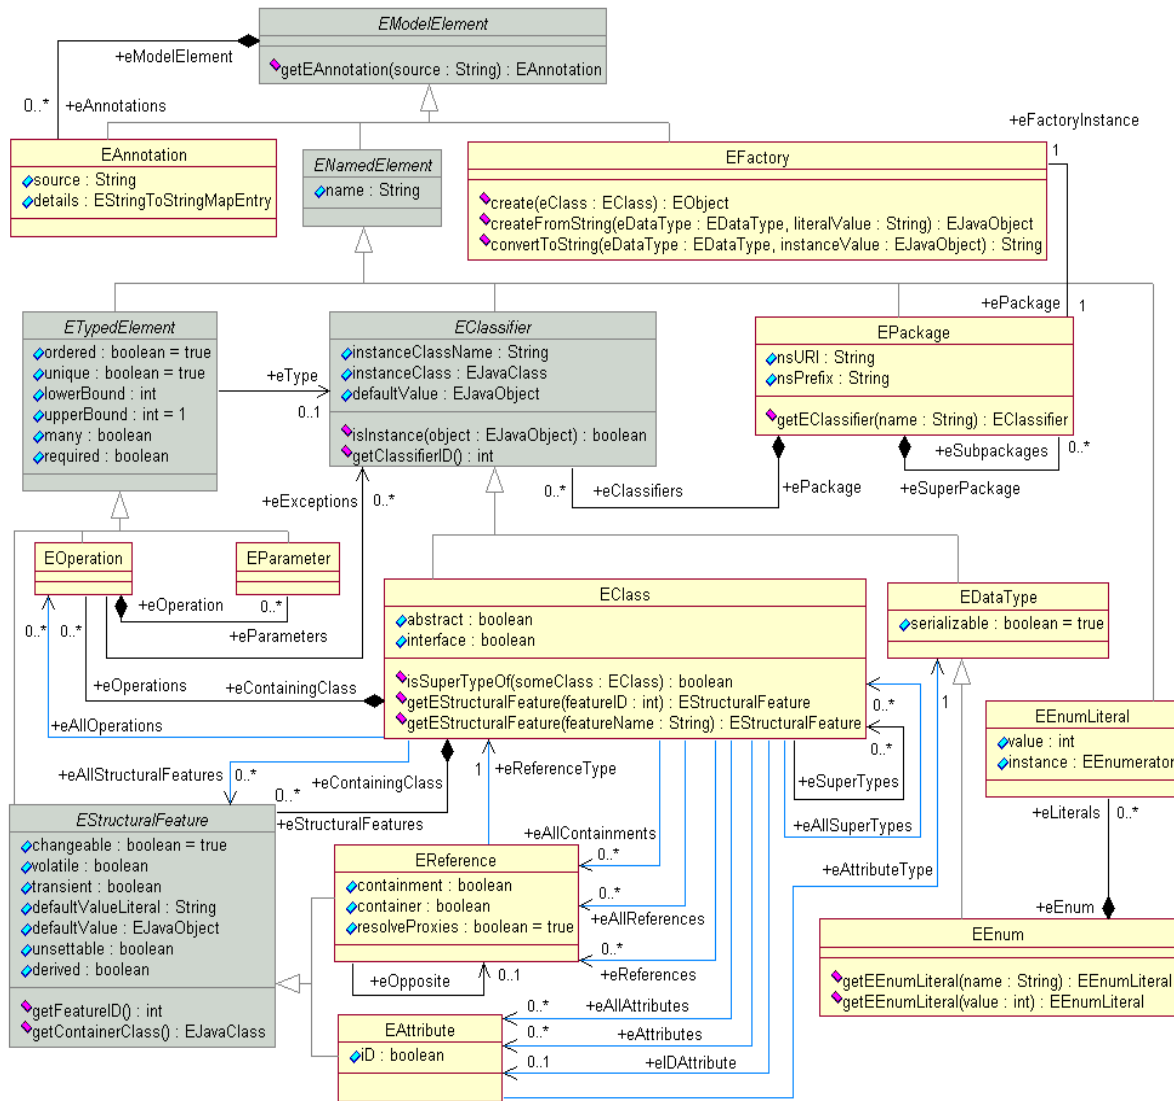 EModelElement
getEAnnotation(source : String) : EAnnotation
+eModelElement
0..*
+eAnnotations
+eFactoryInstance
1
EAnnotation
source : String
details : EStringToStringMapEntry
ENamedElement
name : String
EFactory
create(eClass : EClass) : EObject
createFromString(eDataType : EDataType, literalValue : String) : EJavaObject
convertToString(eDataType : EDataType, instanceValue : EJavaObject) : String
+ePackage
1
ETypedElement
ordered : boolean = true
unique : boolean = true
lowerBound : int
upperBound : int = 1
many : boolean
required : boolean
+eType
0..1
EClassifier
instanceClassName : String
instanceClass : EJavaClass
defaultValue : EJavaObject
isInstance(object : EJavaObject) : boolean
getClassifierID() : int
EPackage
nsURI : String
nsPrefix : String
getEClassifier(name : String) : EClassifier
+eSubpackages
0..*
+eSuperPackage
+eExceptions
0..*
0..*
+eClassifiers
+ePackage
EOperation
EParameter
+eOperation
0..*
+eParameters
0..*
0..*
+eOperations
+eContainingClass
+eAllOperations
EClass
abstract : boolean
interface : boolean
isSuperTypeOf(someClass : EClass) : boolean
getEStructuralFeature(featureID : int) : EStructuralFeature
getEStructuralFeature(featureName : String) : EStructuralFeature
EDataType
serializable : boolean = true
0..*
0..*
1
+eSuperTypes
+eAllSuperTypes
+eAttributeType
EEnumLiteral
value : int
instance : EEnumerator
+eLiterals
0..*
+eEnum
EEnum
getEEnumLiteral(name : String) : EEnumLiteral
getEEnumLiteral(value : int) : EEnumLiteral
+eAllStructuralFeatures
0..*
+eContainingClass
0..*
+eStructuralFeatures
1
+eReferenceType
EStructuralFeature
changeable : boolean = true
volatile : boolean
transient : boolean
defaultValueLiteral : String
defaultValue : EJavaObject
unsettable : boolean
derived : boolean
getFeatureID() : int
getContainerClass() : EJavaClass
+eAllContainments
0..*
EReference
containment : boolean
container : boolean
resolveProxies : boolean = true
0..*
+eAllReferences
0..*
+eReferences
+eOpposite
0..1
0..*
+eAllAttributes
0..*
+eAttributes
0..1
+eIDAttribute
EAttribute
iD : boolean